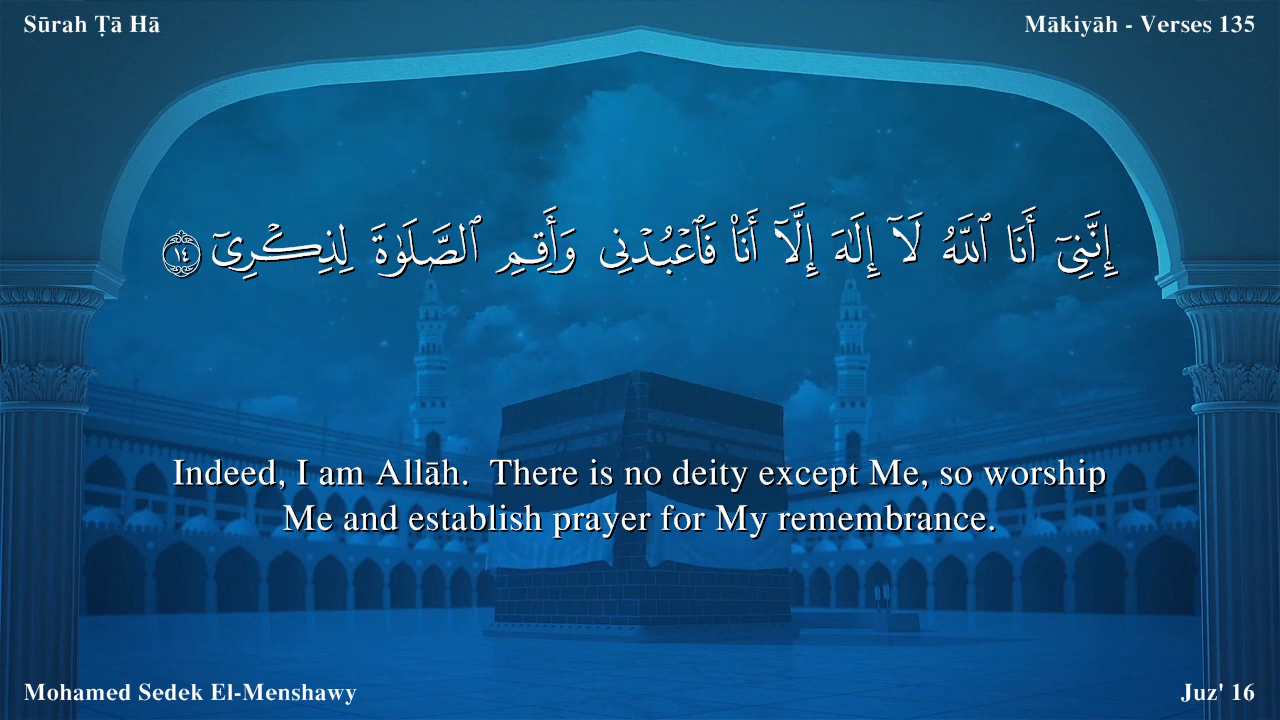 Sūrah Ṭā Hā
Mākiyāh - Verses 135
إِنَّنِىٓ أَنَا ٱللَّهُ لَآ إِلَـٰهَ إِلَّآ أَنَا۠ فَٱعْبُدْنِى وَأَقِمِ ٱلصَّلَوٰةَ لِذِكْرِىٓ ١٤
Indeed, I am Allāh. There is no deity except Me, so worship
Me and establish prayer for My remembrance.
Mohamed Sedek El-Menshawy
Juz' 16